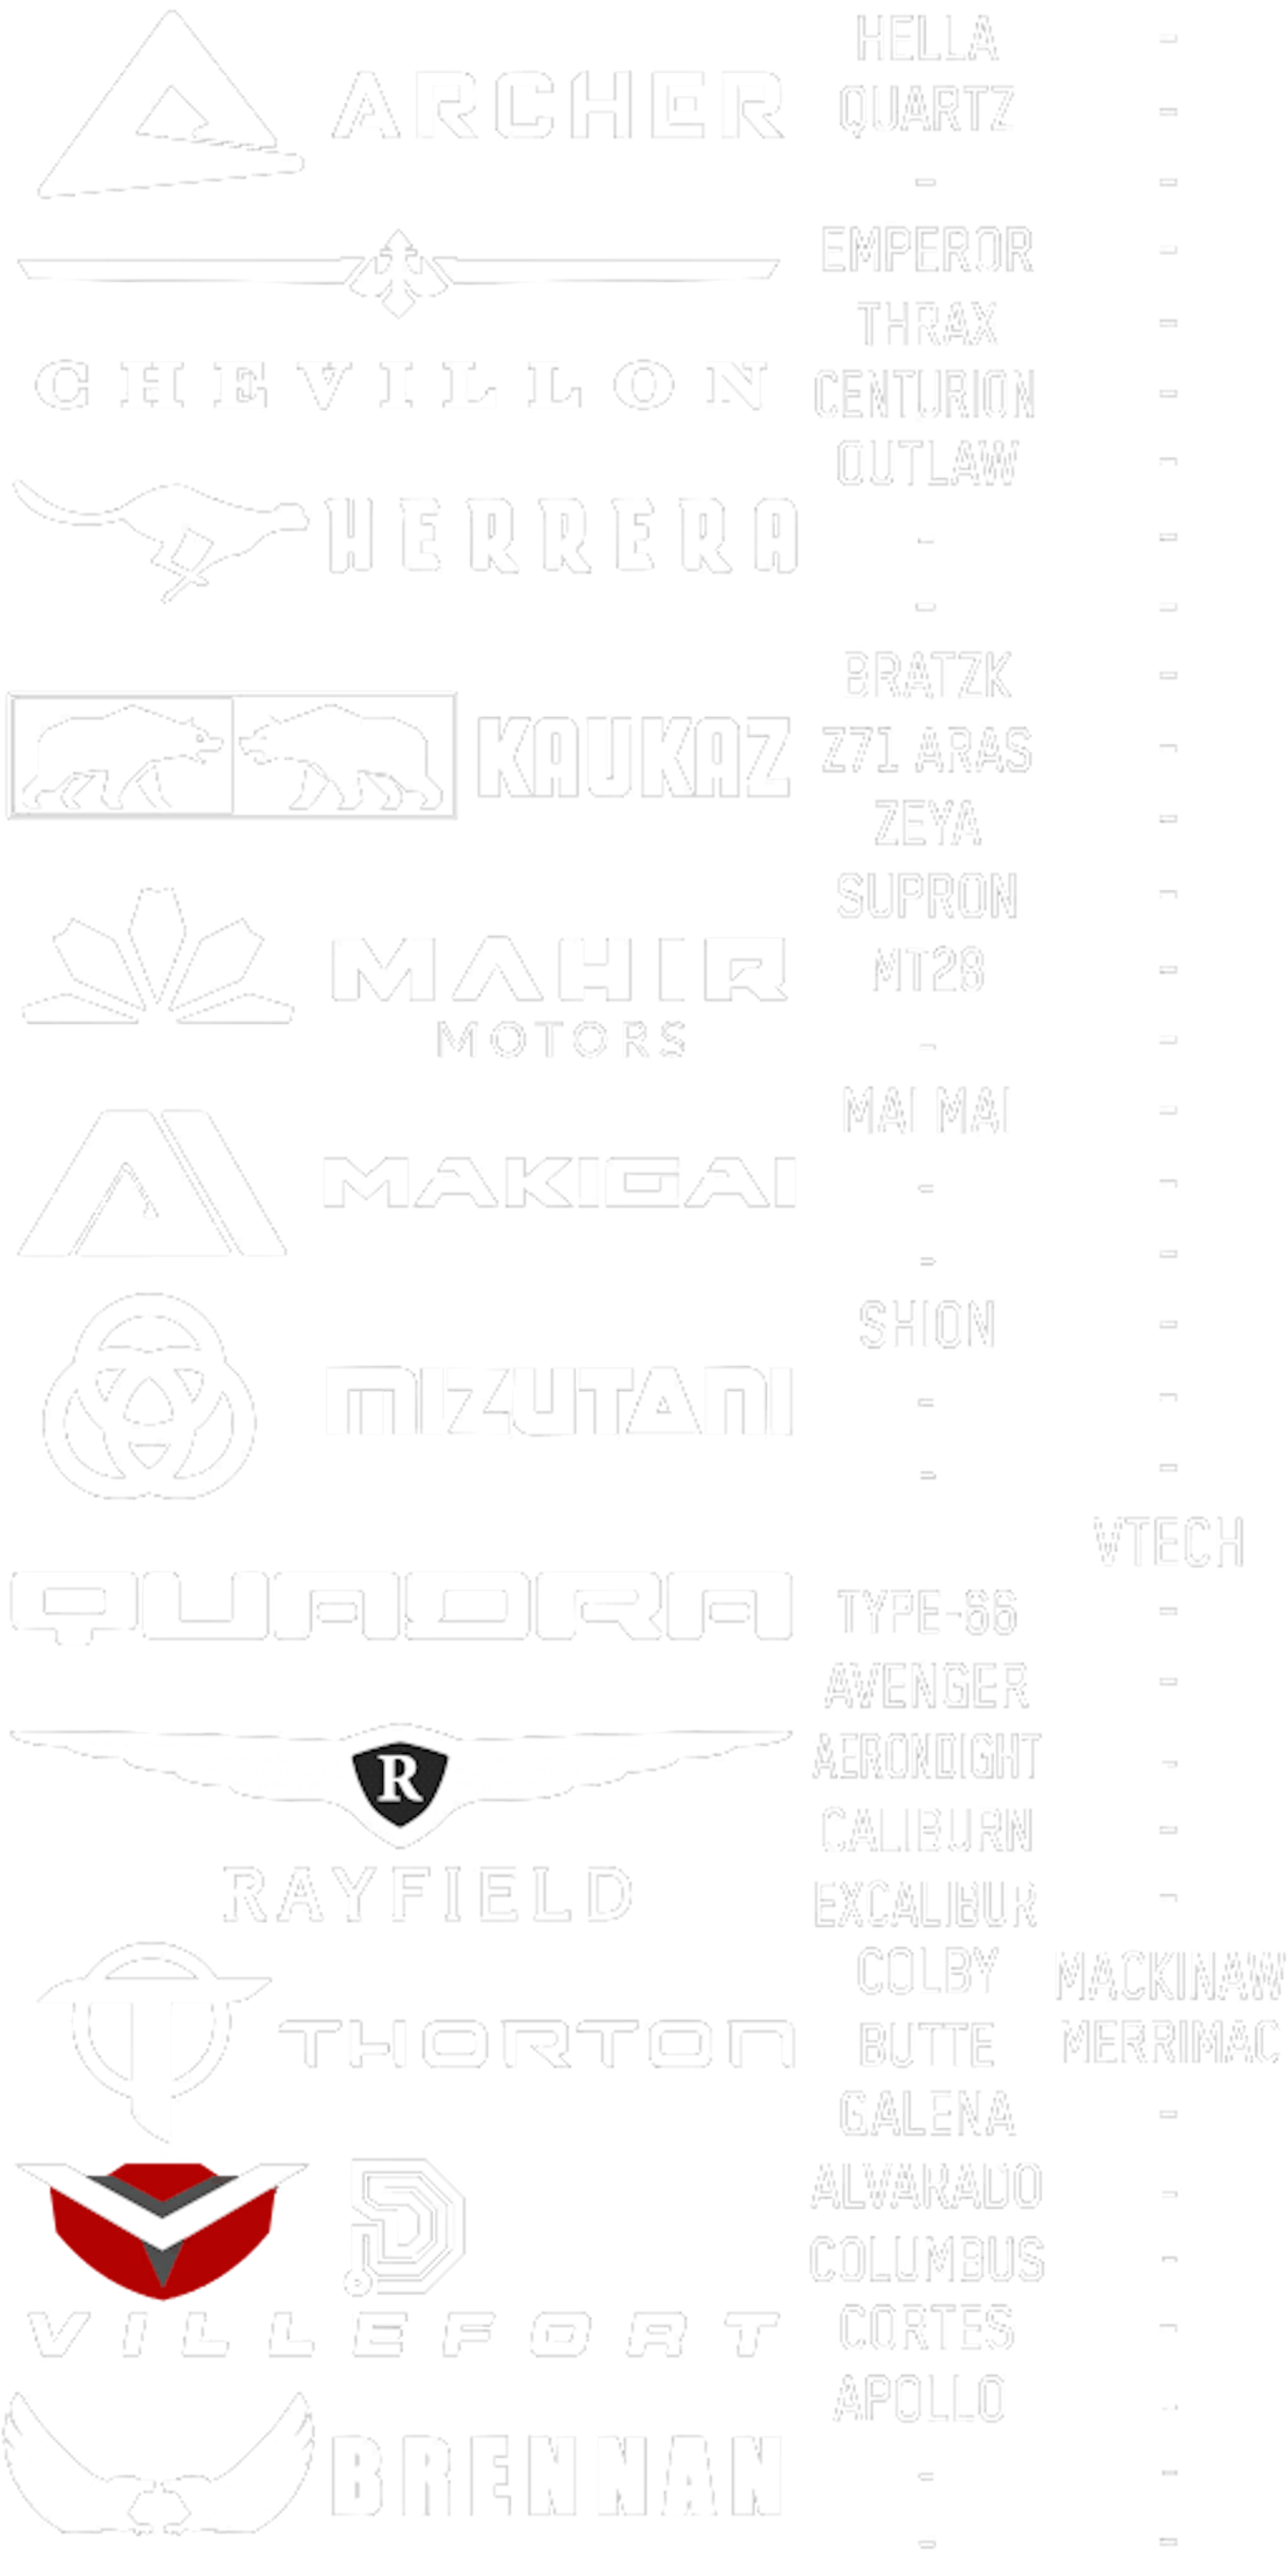 HELLA -
ARCHER QUARTZ -
- -
EMPEROR -
THRAX -
CHEVILLON CENTURION -
OUTLAW -
HERRERA - -
- -
BRATZK -
KAUKAZ Z71 ARAS -
ZEYA -
SUPRON -
MAHIR MT28 -
MOTORS - -
MAI MAI -
MAKIGAI - -
- -
SHION -
MIZUTANI - -
- -
VTECH
QUADRA TYPE-66 -
AVENGER -
R AERONDIGHT -
CALIBURN -
RAYFIELD EXCALIBUR -
COLBY MACKINAW
THORTON BUTTE MERRIMAC
GALENA -
ALVARADO -
D COLUMBUS -
VILLEFORT CORTES -
APOLLO -
BRENNAN - -
- -